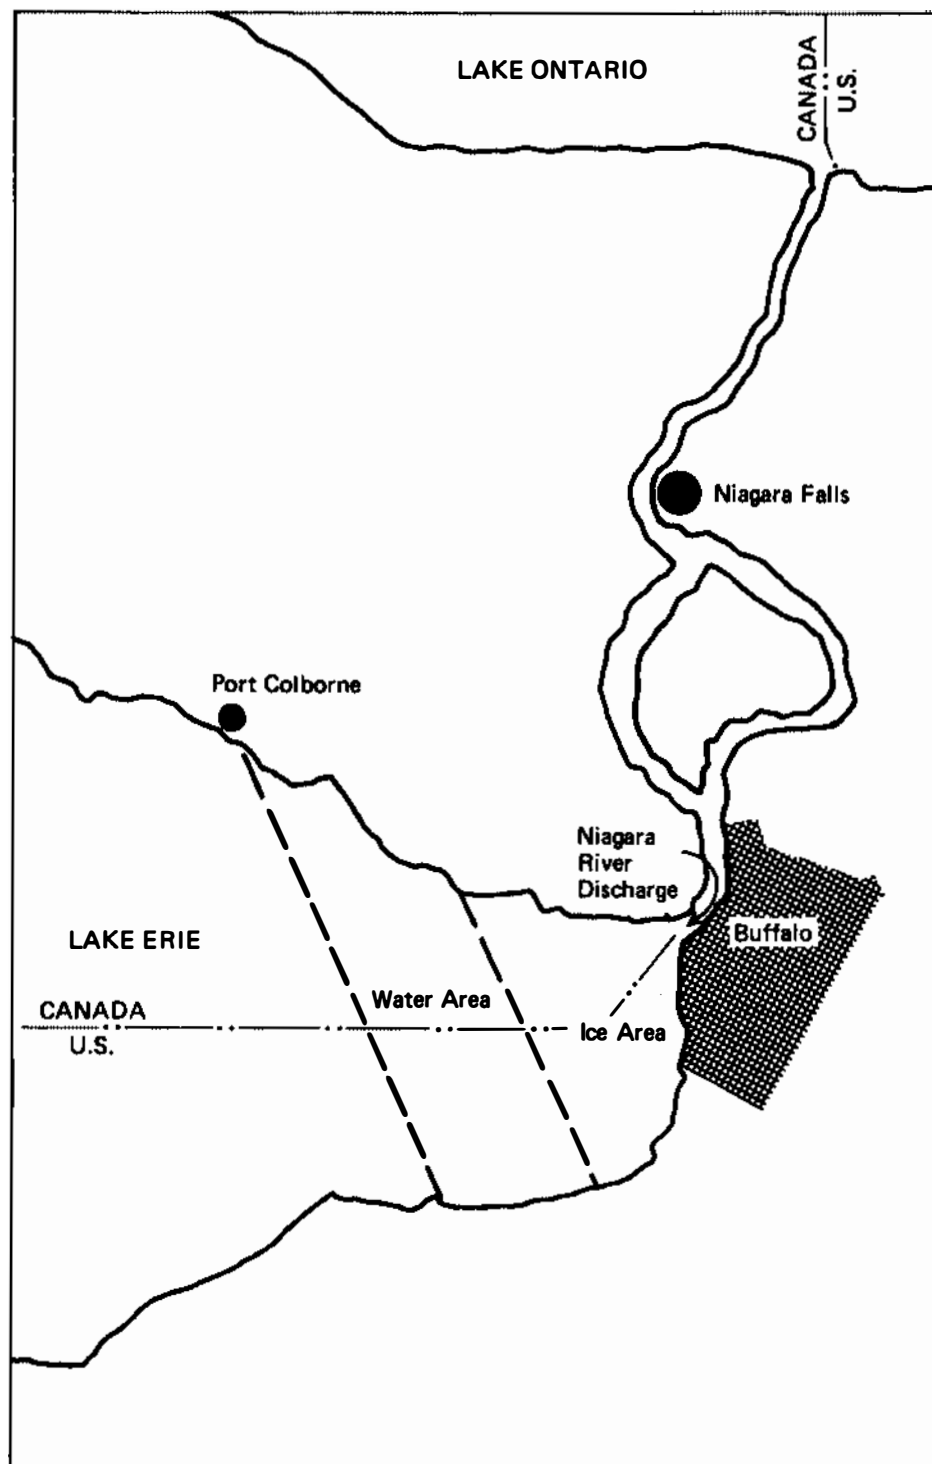 LAKE ONTARIO
CANADA
U.S.
Niagara Falls
Port Colborne
Niagara
River
Discharge
Buffalo
LAKE ERIE
Water Area
CANADA
U.S.
Ice Area